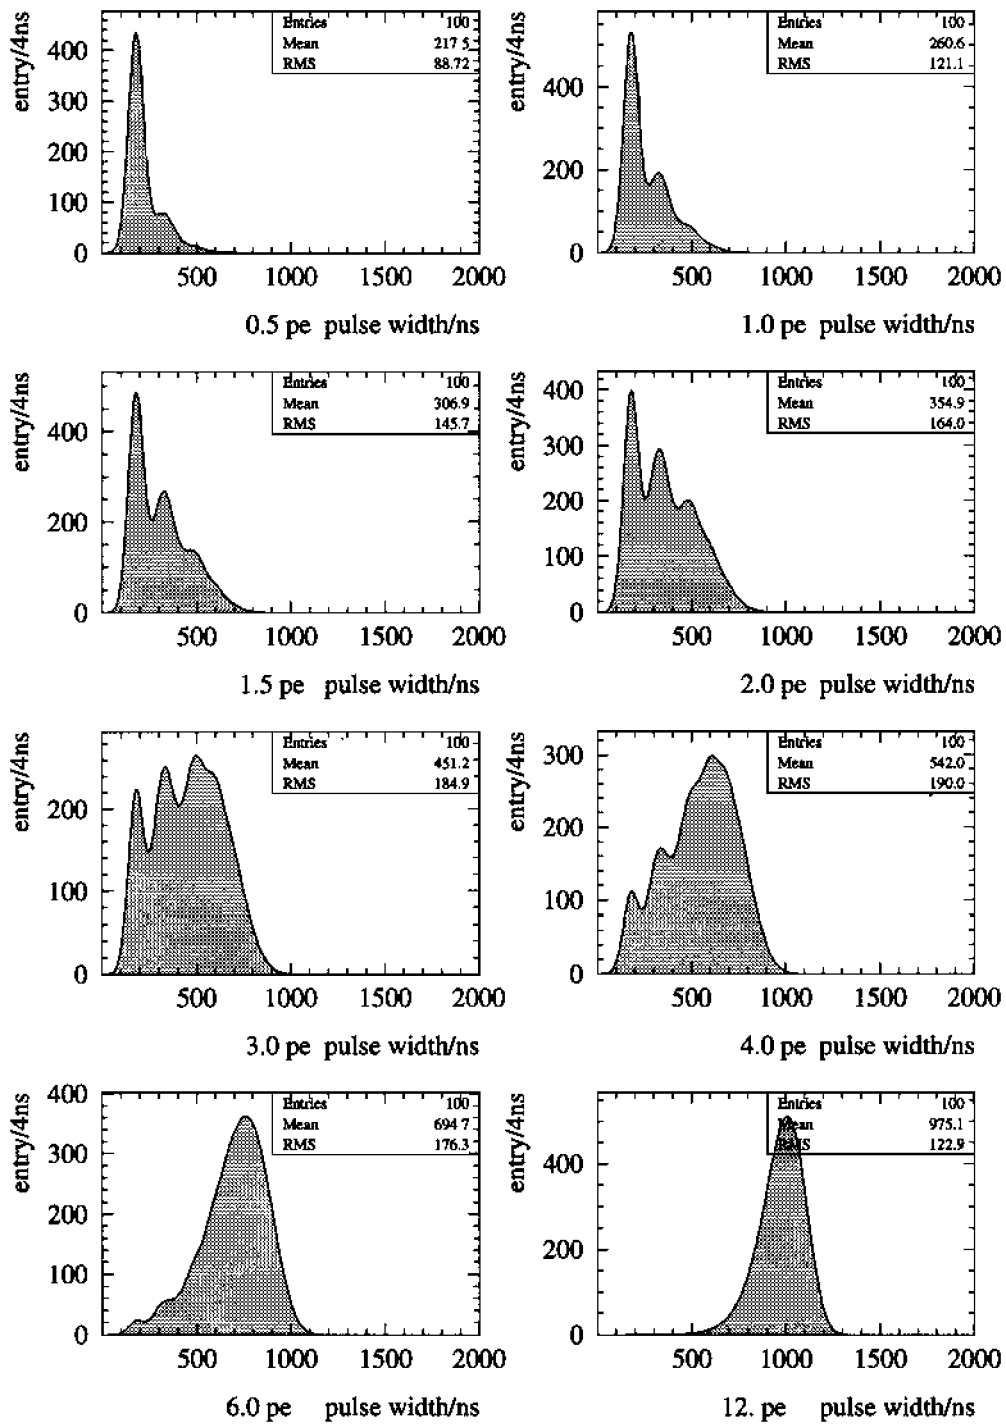 entry/4ns
400
300
200
100
0
Entries 100
Mean 217 5
RMS 88.72
500 1000 1500 2000
0.5 pe pulse width/ns
entry/4ns
400
200
0
Entries 100
Mean 260.6
RMS 121.1
500 1000 1500 2000
1.0 pe pulse width/ns
entry/4ns
400
200
0
Entries 100
Mean 306.9
RMS 145.7
500 1000 1500 2000
1.5 pe pulse width/ns
entry/4ns
400
300
200
100
0
Entries 100
Mean 354.9
RMS 164.0
500 1000 1500 2000
2.0 pe pulse width/ns
entry/4ns
200
100
0
Entries 100
Mean 451.2
RMS 184.9
500 1000 1500 2000
3.0 pe pulse width/ns
entry/4ns
300
200
100
0
Entries 100
Mean 542.0
RMS 190.0
500 1000 1500 2000
4.0 pe pulse width/ns
entry/4ns
400
300
200
100
0
Entries 100
Mean 694 7
RMS 176.3
500 1000 1500 2000
6.0 pe pulse width/ns
entry/4ns
400
200
0
Entries 100
Mean 975.1
RMS 122.9
500 1000 1500 2000
12. pe pulse width/ns